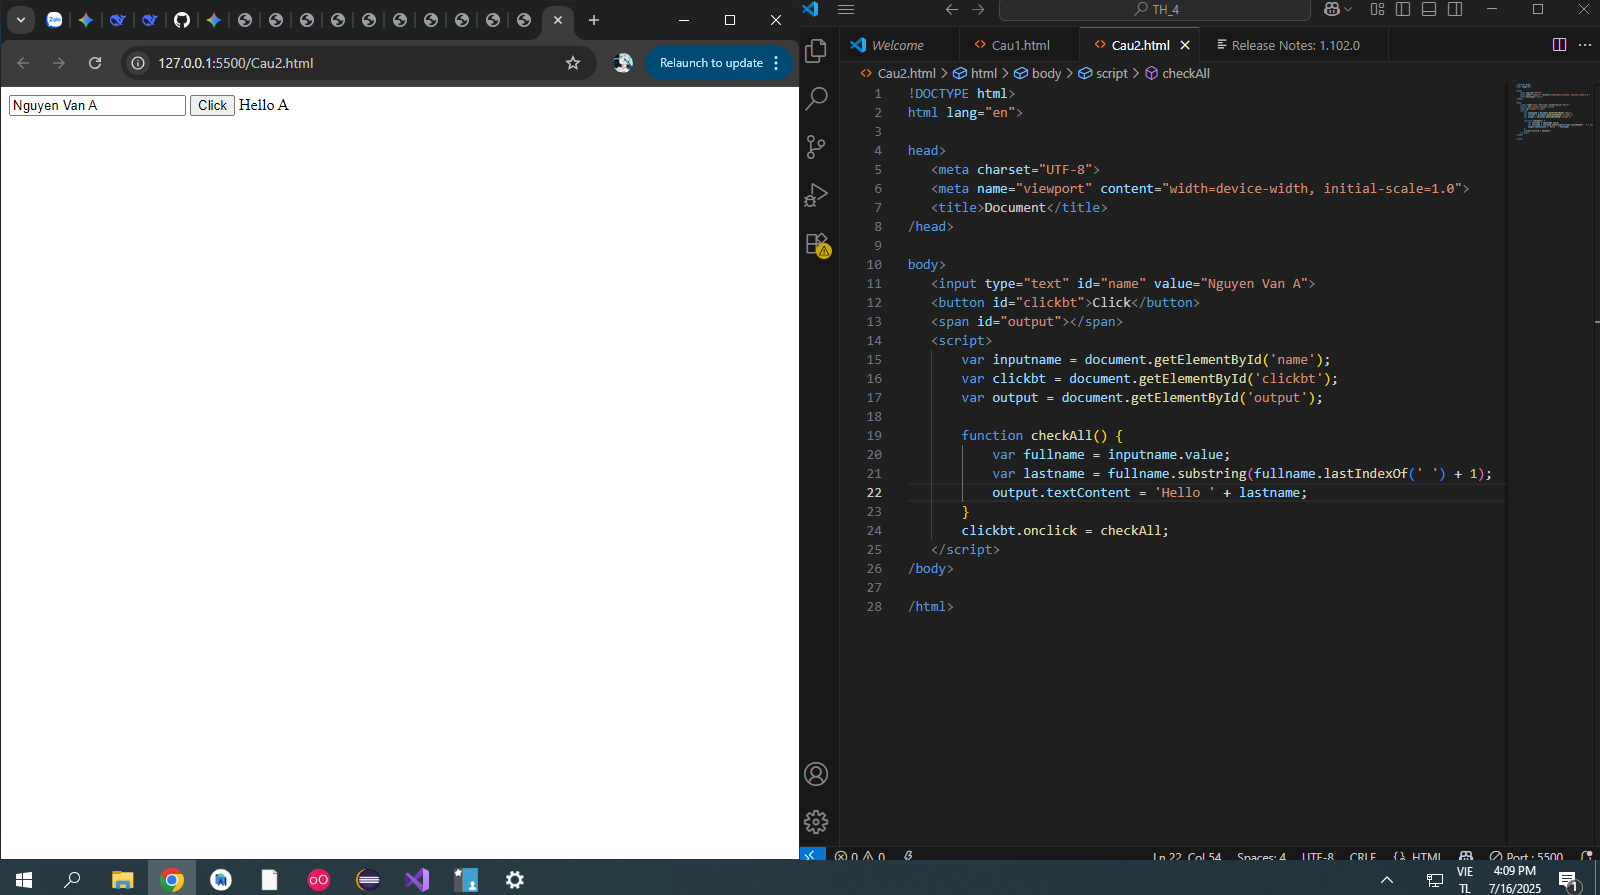 127.0.0.1:5500/Cau2.html
Relaunch to update
Nguyen Van A
Click
Hello A
TH_4
Welcome
Cau1.html
Cau2.html
Release Notes: 1.102.0
Cau2.html > html > body > script > checkAll
1 !DOCTYPE html>
2 html lang="en">
3
4 head>
5 <meta charset="UTF-8">
6 <meta name="viewport" content="width=device-width, initial-scale=1.0">
7 <title>Document</title>
8 /head>
9
10 body>
11 <input type="text" id="name" value="Nguyen Van A">
12 <button id="clickbt">Click</button>
13 <span id="output"></span>
14 <script>
15 var inputname = document.getElementById('name');
16 var clickbt = document.getElementById('clickbt');
17 var output = document.getElementById('output');
18
19 function checkAll() {
20 var fullname = inputname.value;
21 var lastname = fullname.substring(fullname.lastIndexOf(' ') + 1);
22 output.textContent = 'Hello ' + lastname;
23 }
24 clickbt.onclick = checkAll;
25 </script>
26 /body>
27
28 /html>
0 0
Ln 22, Col 54
Spaces: 4
UTF-8
CRLF
{} HTML
Port : 5500
VIE
TL
4:09 PM
7/16/2025
1